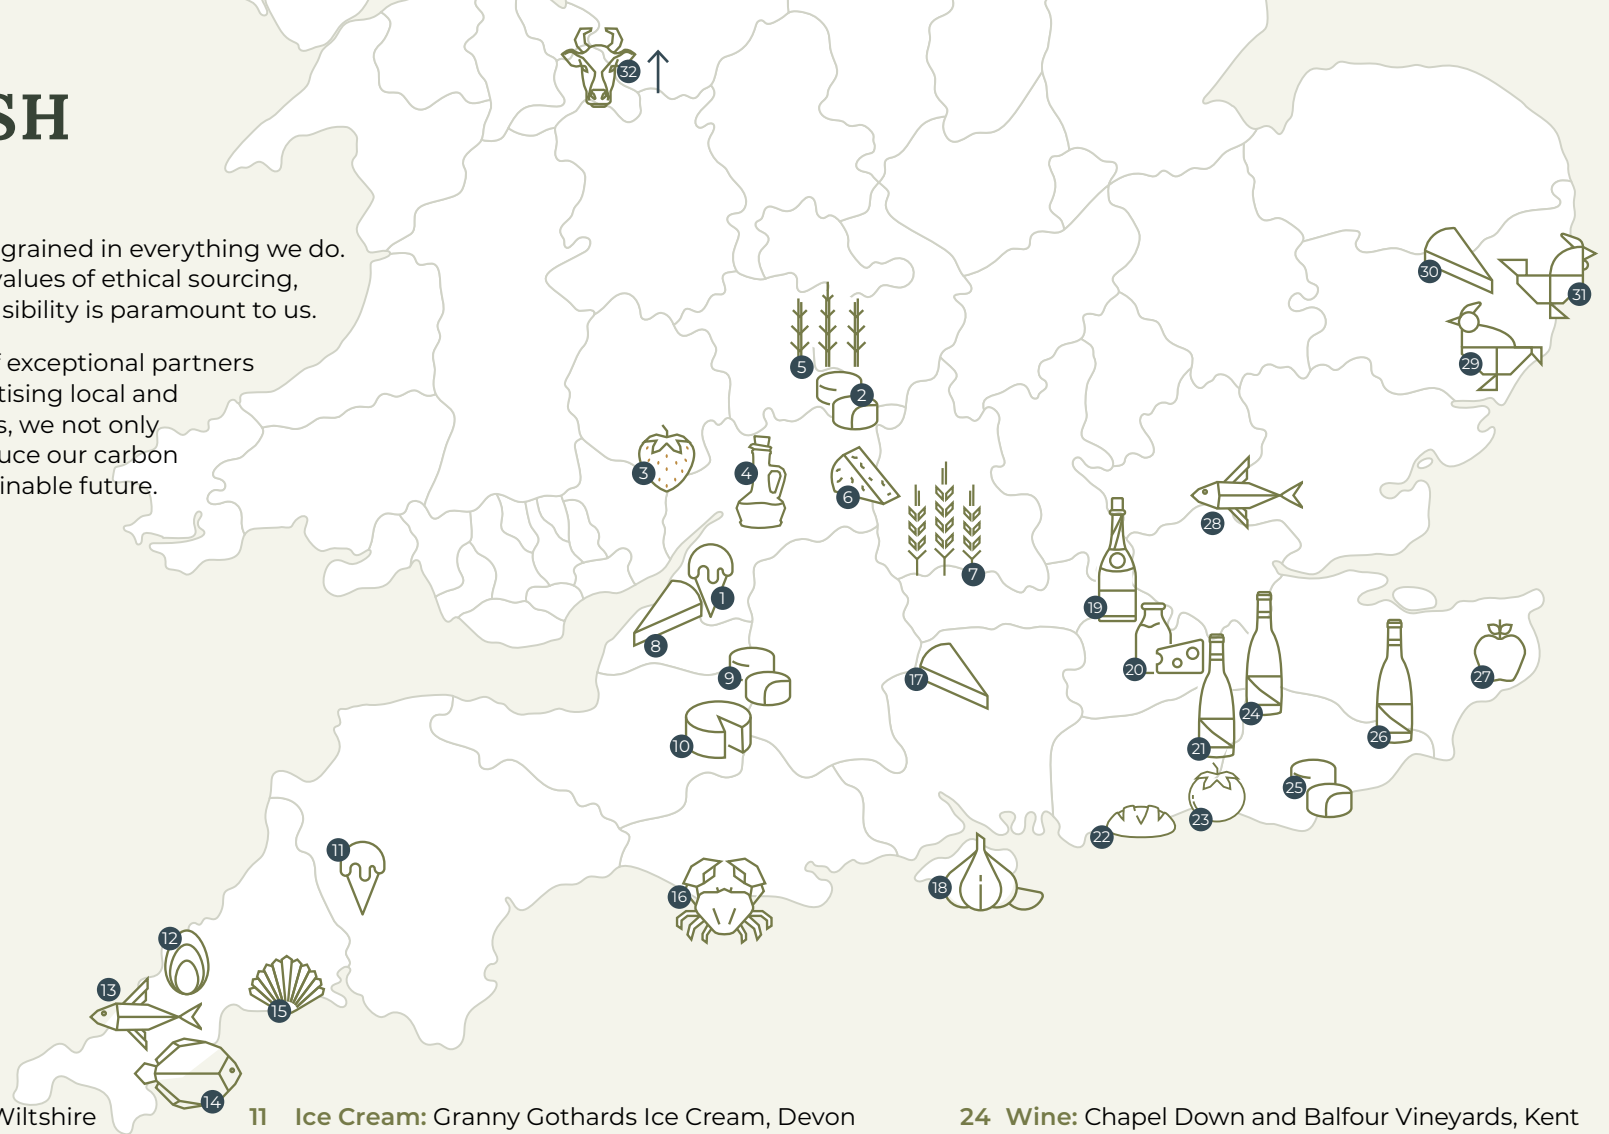 SH
grained in everything we do.
values of ethical sourcing,
sibility is paramount to us.
f exceptional partners
tising local and
s, we not only
uce our carbon
inable future.
32
30
31
29
5
2
3
4
6
28
7
1
19
8
20
9
17
27
24
10
21
26
25
23
22
11
18
16
12
13
15
14
Wiltshire
11 Ice Cream: Granny Gothards Ice Cream, Devon
24 Wine: Chapel Down and Balfour Vineyards, Kent